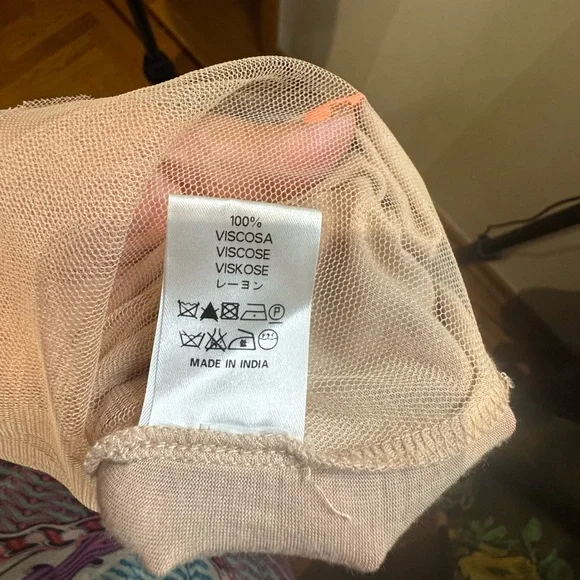 100%
VISCOSA
VISCOSE
VISKOSE
レーヨン
P
MADE IN INDIA